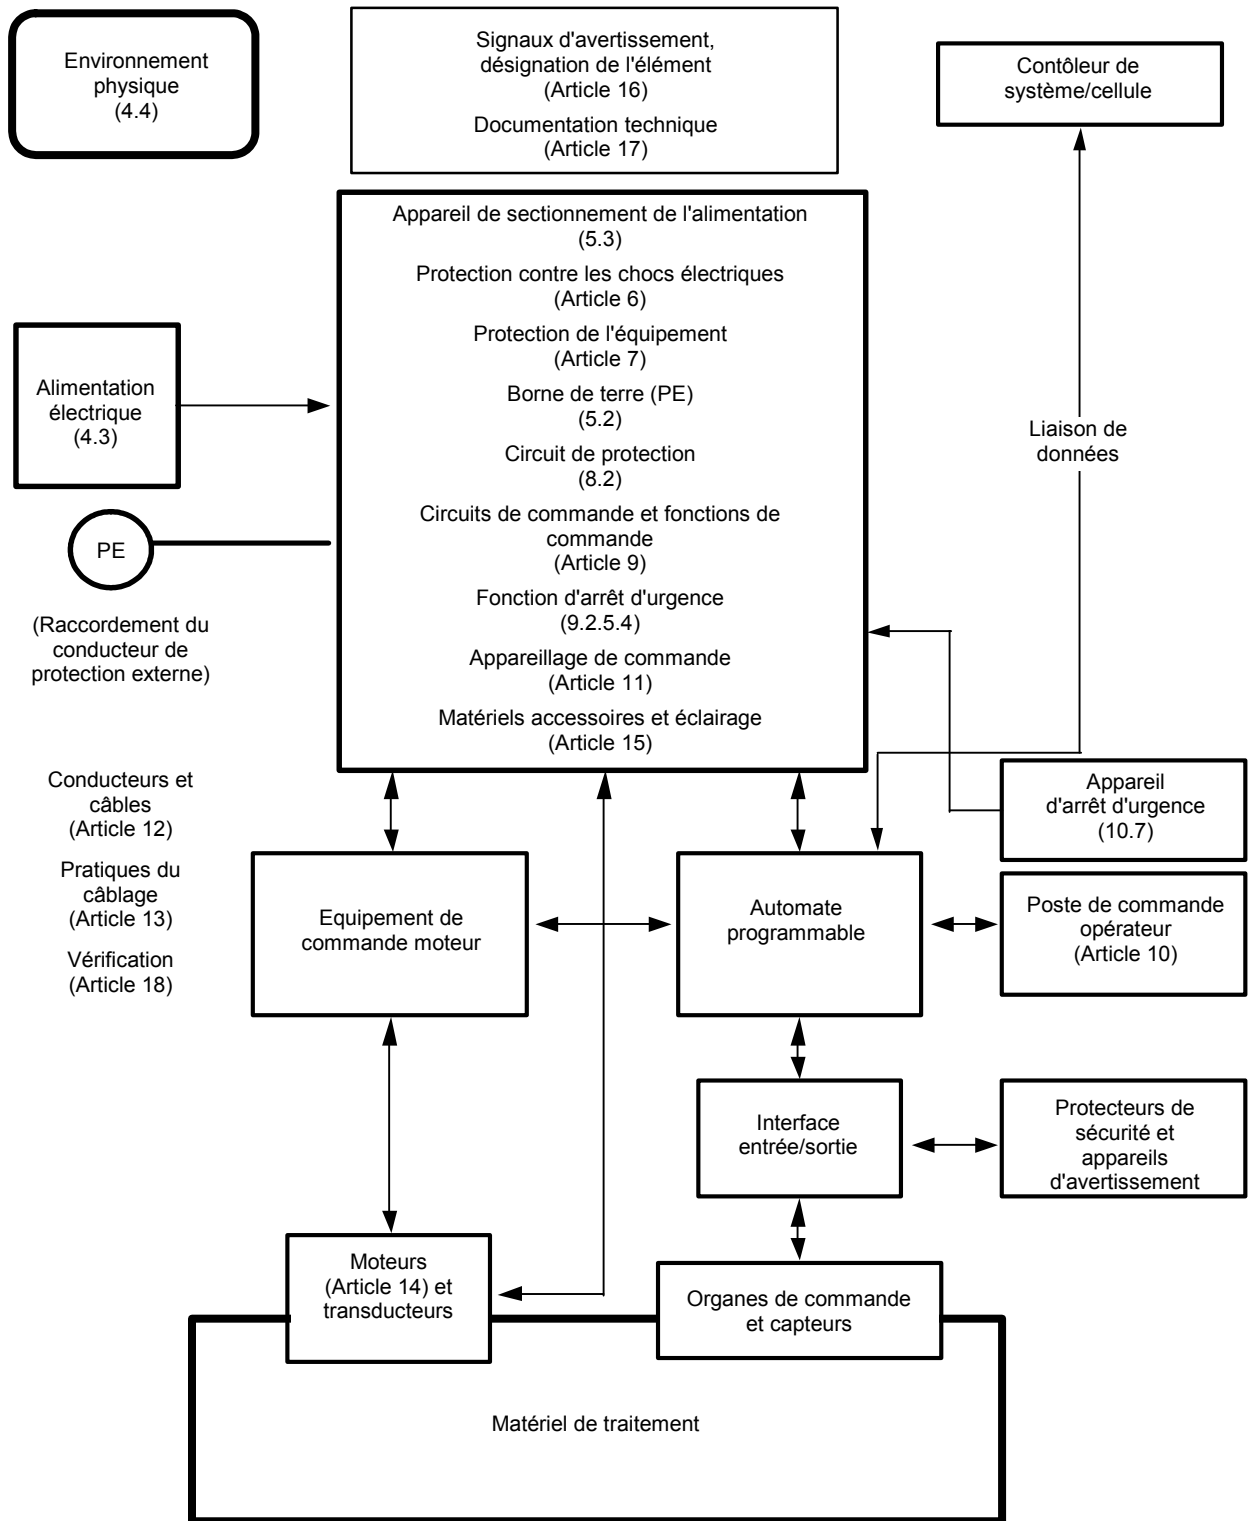 Environnement
physique
(4.4)
Signaux d'avertissement,
désignation de l'élément
(Article 16)
Documentation technique
(Article 17)
Contôleur de
système/cellule
Appareil de sectionnement de l'alimentation
(5.3)
Protection contre les chocs électriques
(Article 6)
Protection de l'équipement
(Article 7)
Borne de terre (PE)
(5.2)
Circuit de protection
(8.2)
Circuits de commande et fonctions de
commande
(Article 9)
Fonction d'arrêt d'urgence
(9.2.5.4)
Appareillage de commande
(Article 11)
Matériels accessoires et éclairage
(Article 15)
Alimentation
électrique
(4.3)
PE
(Raccordement du
conducteur de
protection externe)
Liaison de
données
Conducteurs et
câbles
(Article 12)
Pratiques du
câblage
(Article 13)
Vérification
(Article 18)
Appareil
d'arrêt d'urgence
(10.7)
Equipement de
commande moteur
Automate
programmable
Poste de commande
opérateur
(Article 10)
Interface
entrée/sortie
Protecteurs de
sécurité et
appareils
d'avertissement
Moteurs
(Article 14) et
transducteurs
Organes de commande
et capteurs
Matériel de traitement